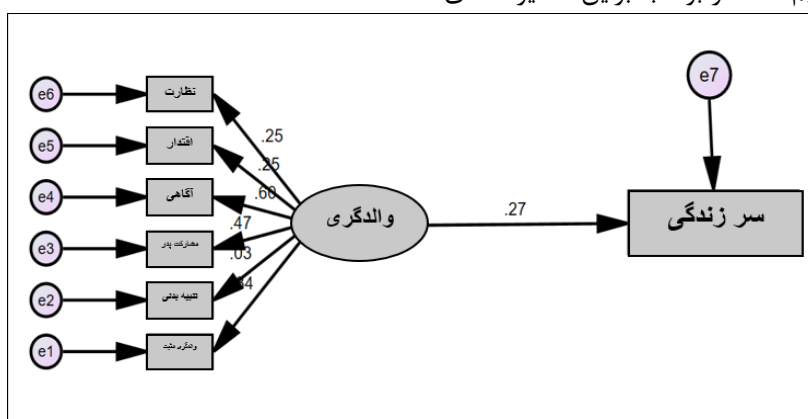 e7
e6
نظارت
.25
e5
اقتدار
.25
e4
آگاهی
.60
والدگری
.27
سر زندگی
e3
مشارکت پدر
.47
.03
e2
تنبیه بدنی
e1
والدگری مثبت